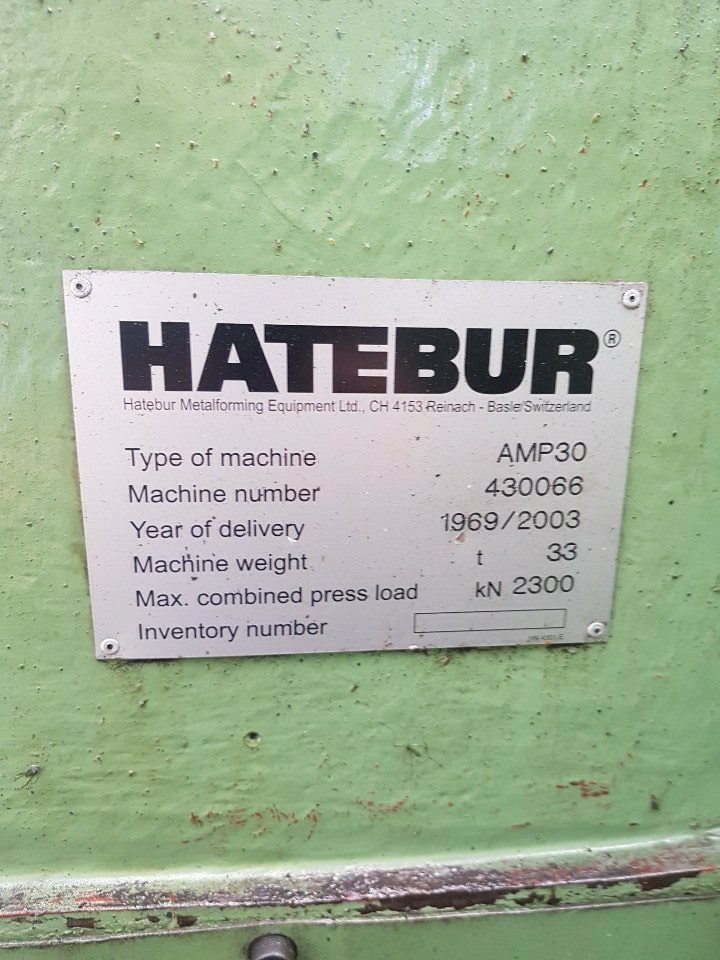 HATEBUR®
Hatebur Metalforming Equipment Ltd., CH 4153 Reinach - Basle/Switzerland
Type of machine AMP30
Machine number 430066
Year of delivery 1969/2003
Machine weight t 33
Max. combined press load kN 2300
Inventory number